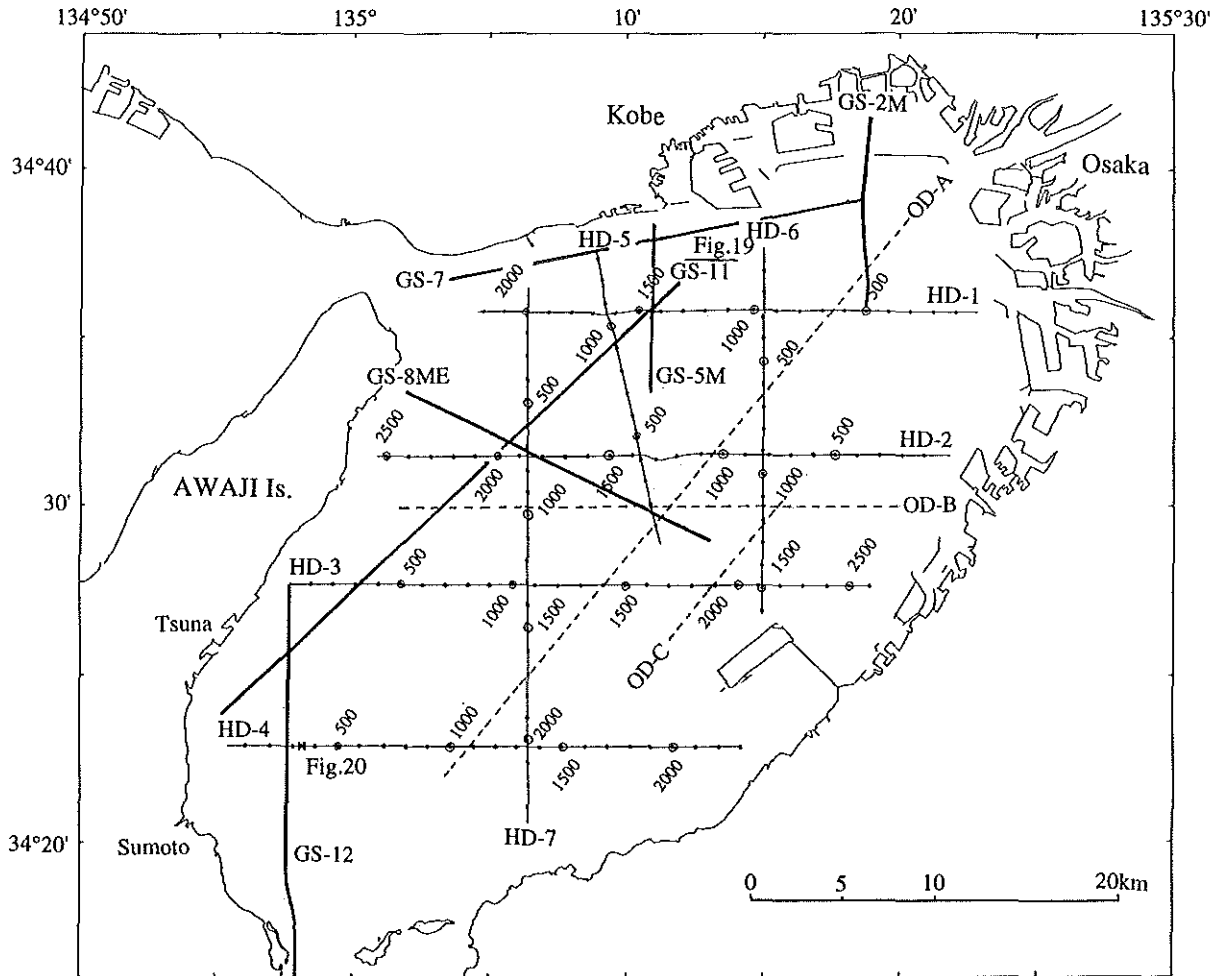 134°50'
135°
10'
20'
135°30'
Kobe
GS-2M
34°40'
Osaka
OD-A
HD-5
HD-6
Fig.19
GS-7
2000
1500
GS-11
500
HD-1
1000
1000
500
GS-8ME
GS-5M
500
2500
500
500
HD-2
AWAJI Is.
2000
1000
1500
1000
1000
30'
OD-B
HD-3
500
1500
2500
1000
1500
1500
2000
Tsuna
OD-C
HD-4
500
1000
2000
Fig.20
1500
2000
HD-7
34°20'
Sumoto
GS-12
0
5
10
20km